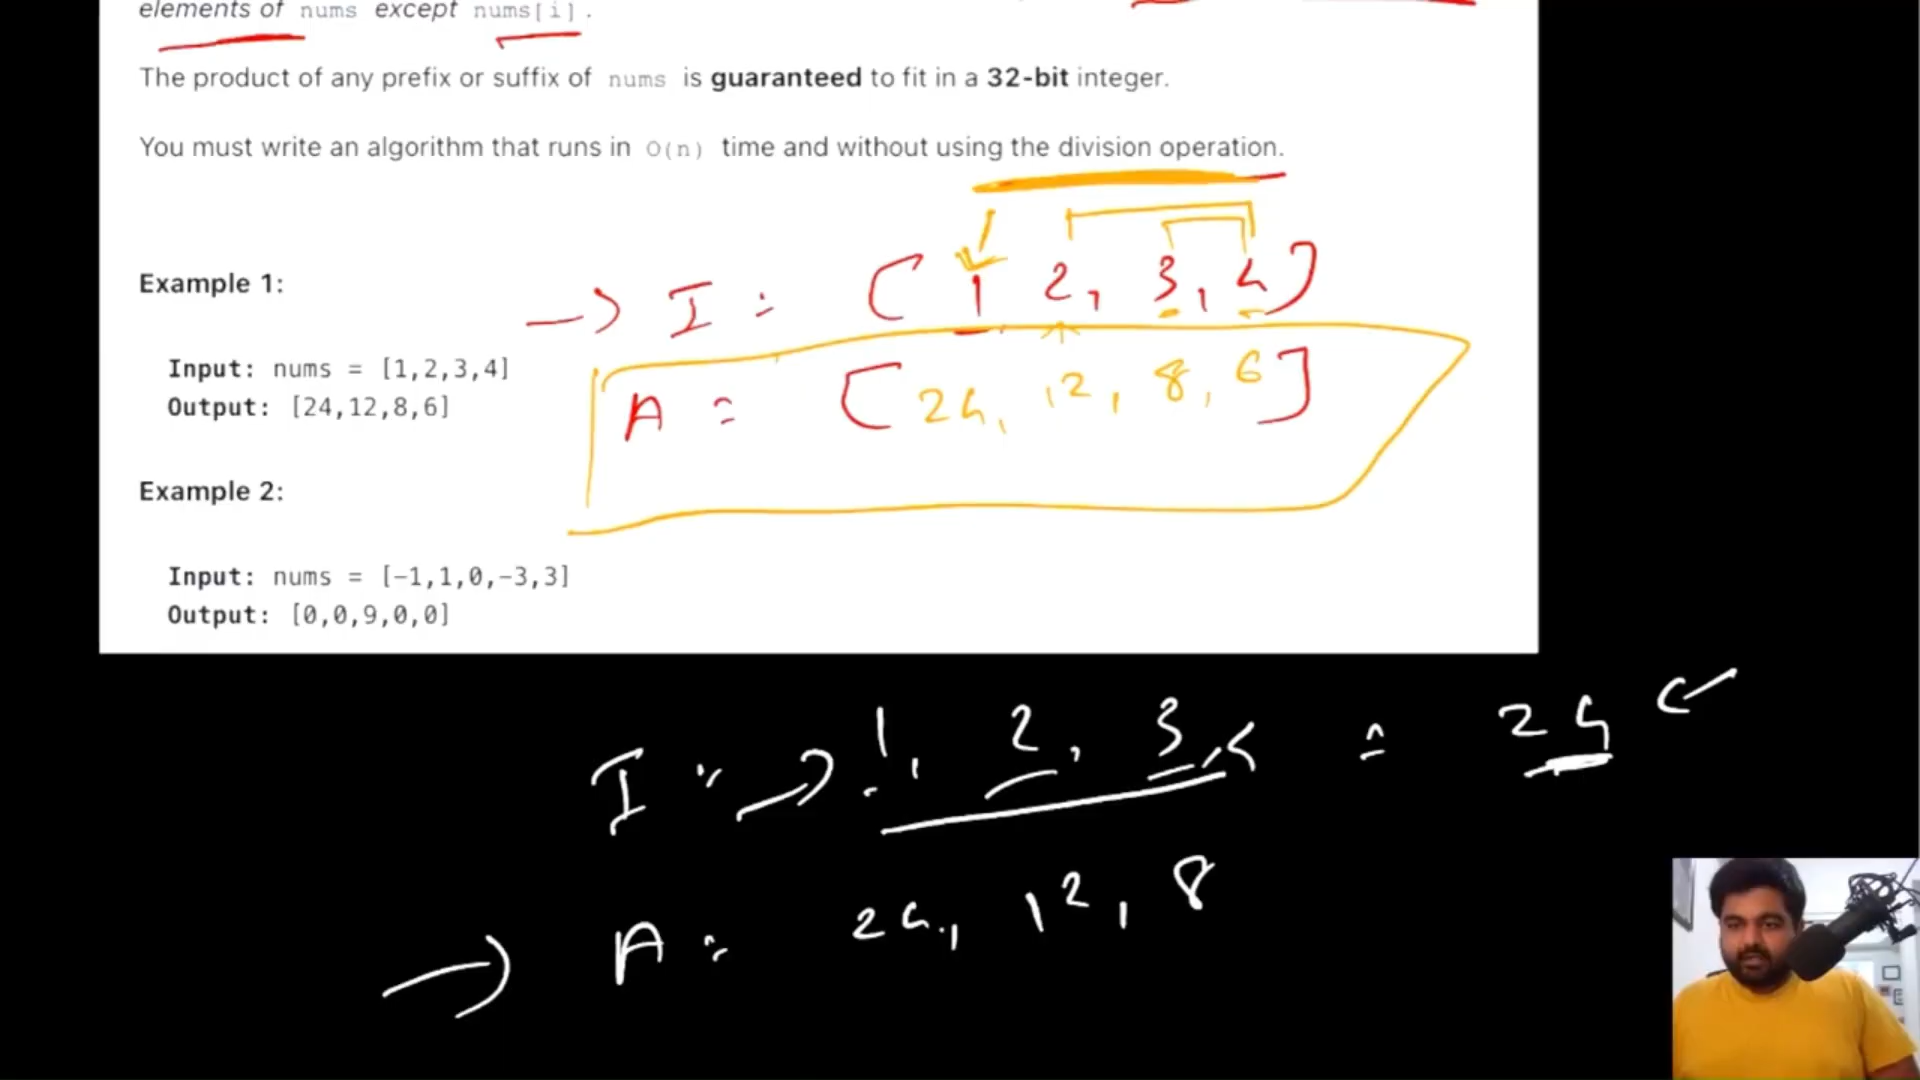 elements of nums except nums[i].
The product of any prefix or suffix of nums is guaranteed to fit in a 32-bit integer.
You must write an algorithm that runs in O(n) time and without using the division operation.
Example 1:
I : [ 1 2, 3, 4 ]
Input: nums = [1,2,3,4]
Output: [24,12,8,6]
A = [ 24, 12, 8, 6 ]
Example 2:
Input: nums = [-1,1,0,-3,3]
Output: [0,0,9,0,0]
I : 1, 2, 3, 4 = 24
A : 24, 12, 8